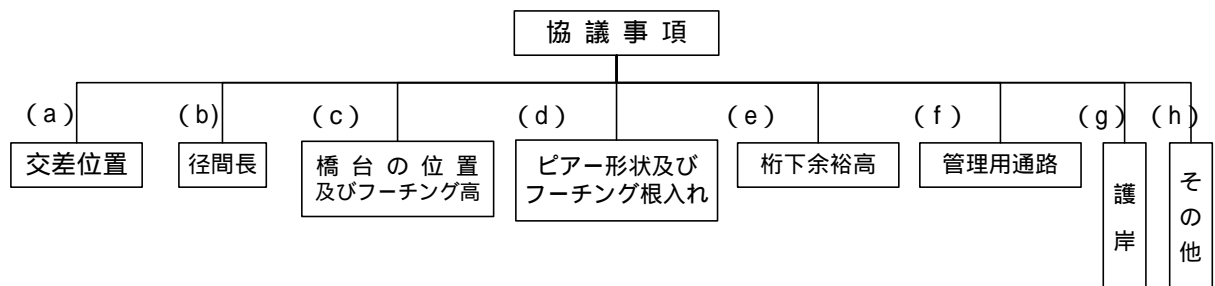 協議事項
(a)
(b)
(c)
(d)
(e)
(f)
(g)
(h)
交差位置
径間長
橋台の位置
及びフーチング高
ピアー形状及び
フーチング根入れ
桁下余裕高
管理用通路
護岸
その他